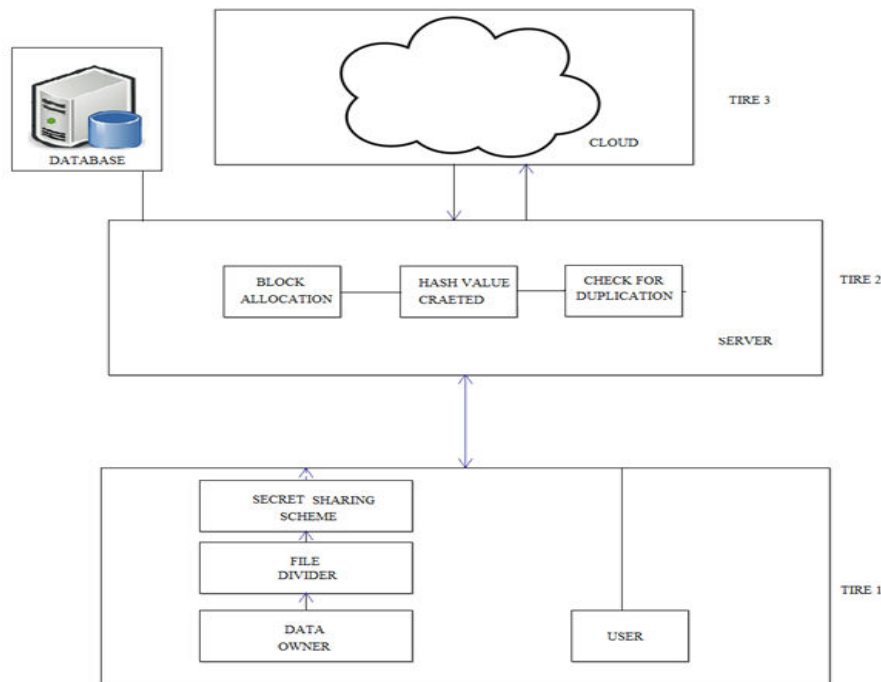 TIRE 3
CLOUD
DATABASE
BLOCK
ALLOCATION
HASH VALUE
CRAETED
CHECK FOR
DUPLICATION
TIRE 2
SERVER
SECRET SHARING
SCHEME
FILE
DIVIDER
TIRE 1
DATA
OWNER
USER